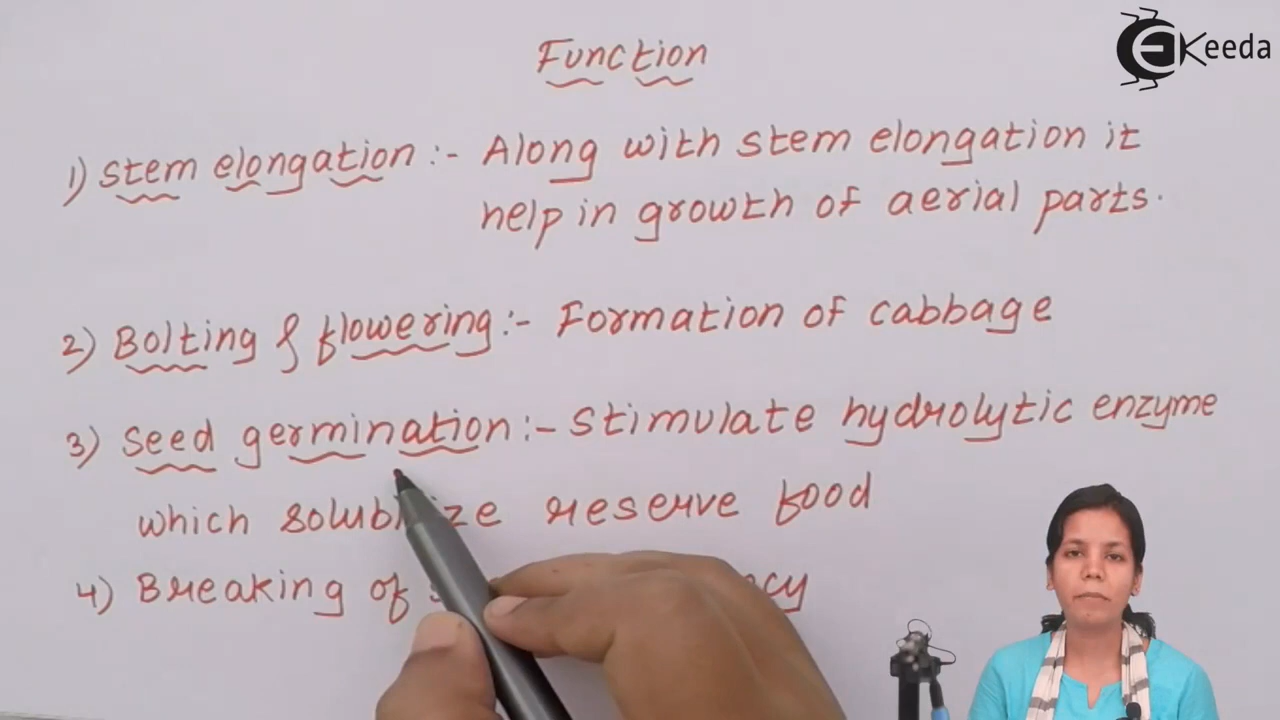 Function
EKeeda
1) Stem elongation :- Along with stem elongation it
help in growth of aerial parts.
2) Bolting & flowering :- Formation of cabbage
3) Seed germination :- Stimulate hydrolytic enzyme
which reserve food
4) Breaking of